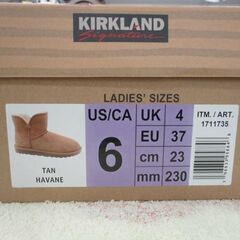 KIRKLAND
Signature
LADIES' SIZES
US/CA 6
UK 4
EU 37
cm 23
mm 230
ITM. / ART.
1711735
TAN
HAVANE